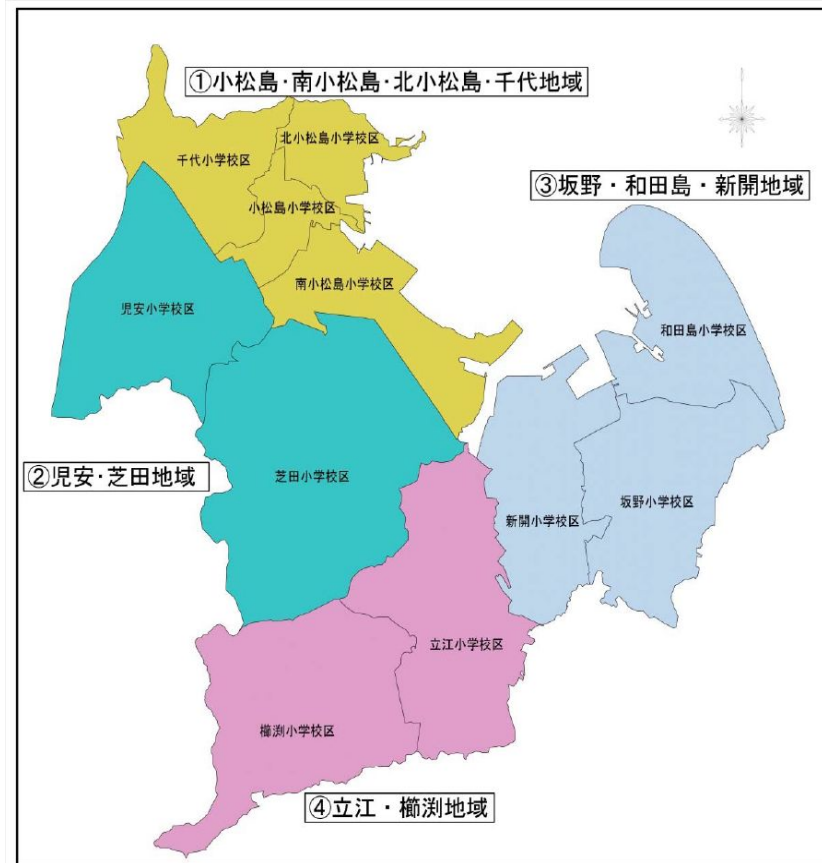 ①小松島・南小松島・北小松島・千代地域
北小松島小学校区
千代小学校区
③坂野・和田島・新開地域
小松島小学校区
南小松島小学校区
児安小学校区
和田島小学校区
②児安・芝田地域
芝田小学校区
坂野小学校区
新開小学校区
立江小学校区
櫛渕小学校区
④立江・櫛渕地域